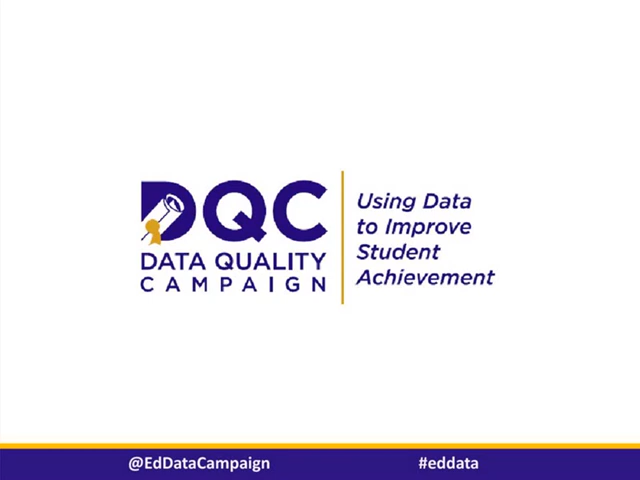 DQC
DATA QUALITY
CAMPAIGN
Using Data
to Improve
Student
Achievement
@EdDataCampaign
#eddata